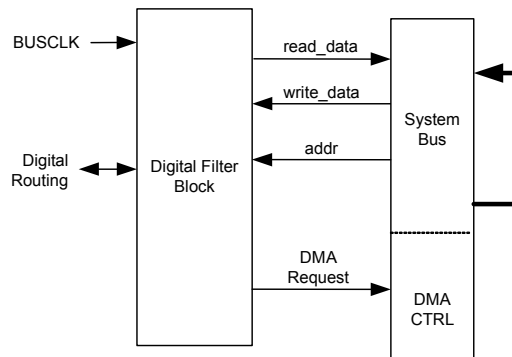 BUSCLK
Digital
Routing
Digital Filter
Block
read_data
write_data
addr
DMA
Request
System
Bus
DMA
CTRL